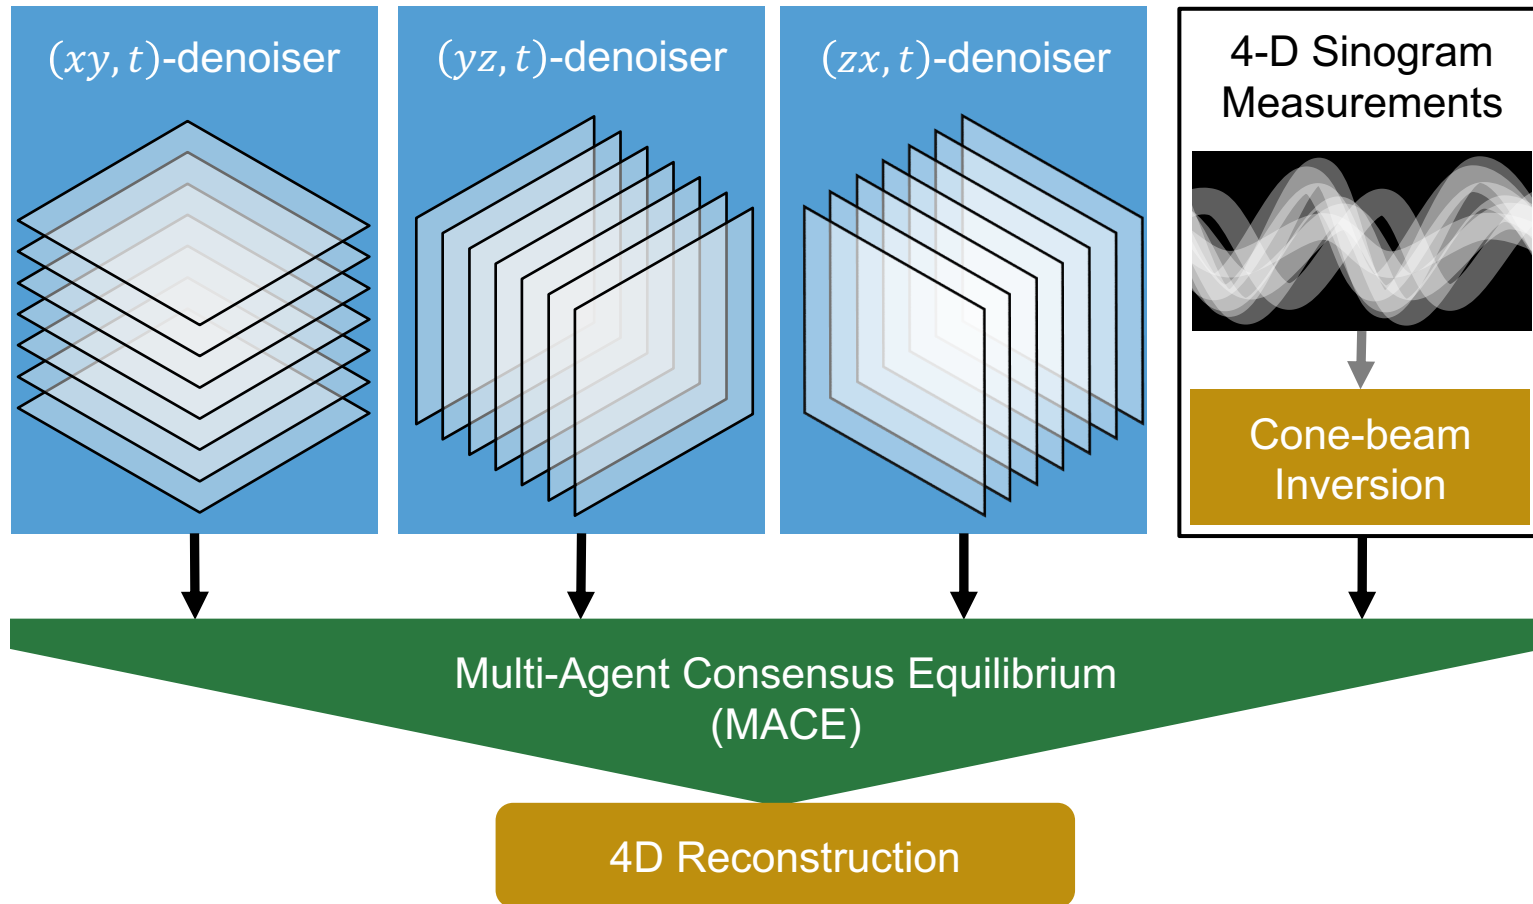 (xy, t)-denoiser
(yz, t)-denoiser
(zx, t)-denoiser
4-D Sinogram
Measurements
Cone-beam
Inversion
Multi-Agent Consensus Equilibrium
(MACE)
4D Reconstruction